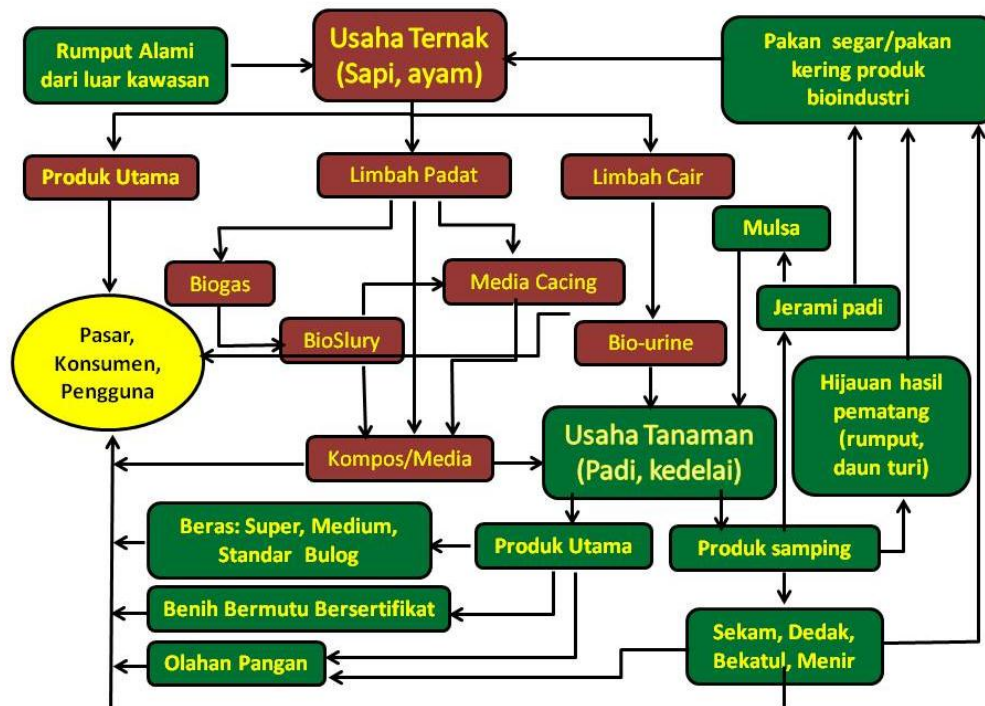 Rumput Alami
dari luar kawasan
Usaha Ternak
(Sapi, ayam)
Pakan segar/pakan
kering produk
bioindustri
Produk Utama
Limbah Padat
Limbah Cair
Mulsa
Biogas
Media Cacing
Jerami padi
BioSlury
Bio-urine
Pasar,
Konsumen,
Pengguna
Hijauan hasil
pematang
(rumput,
daun turi)
Kompos/Media
Usaha Tanaman
(Padi, kedelai)
Beras: Super, Medium,
Standar Bulog
Produk Utama
Produk samping
Benih Bermutu Bersertifikat
Olahan Pangan
Sekam, Dedak,
Bekatul, Menir